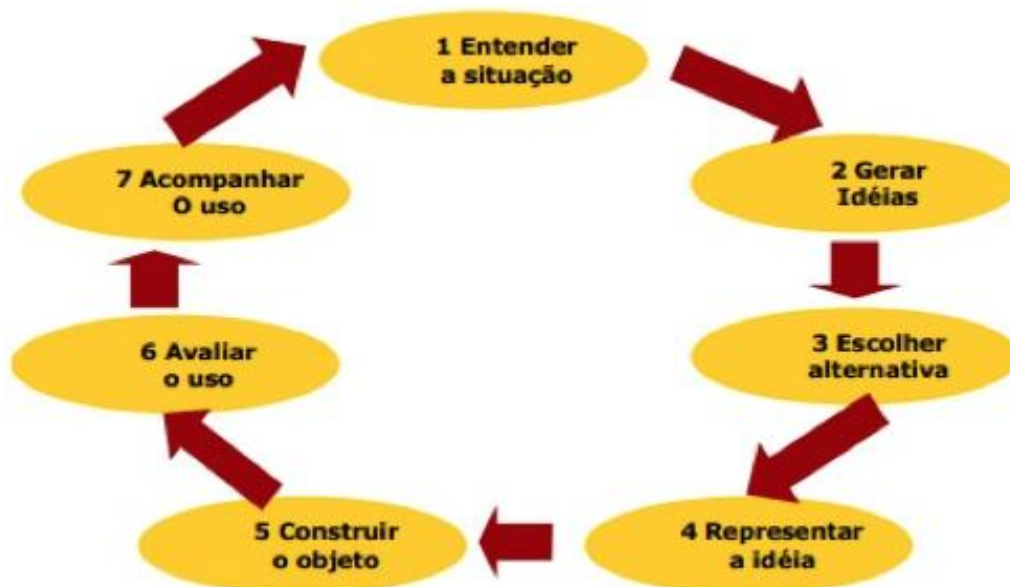 1 Entender
a situação
2 Gerar
Idéias
3 Escolher
alternativa
4 Representar
a idéia
5 Construir
o objeto
6 Avaliar
o uso
7 Acompanhar
O uso